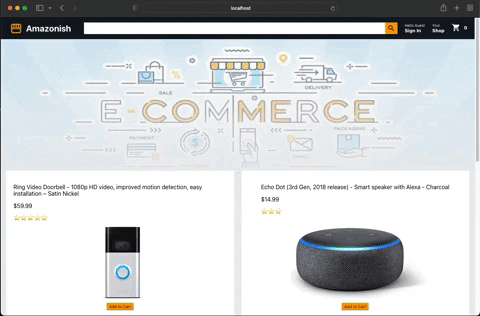 localhost
Amazonish
Hello Guest
Sign In
Your
Shop
0
SALE
DELIVERY
E-COMMERCE
PAYMENT
EMAIL
PACKAGING
Ring Video Doorbell - 1080p HD video, improved motion detection, easy
installation – Satin Nickel
$59.99
Add to Cart
Echo Dot (3rd Gen, 2018 release) - Smart speaker with Alexa - Charcoal
$14.99
Add to Cart